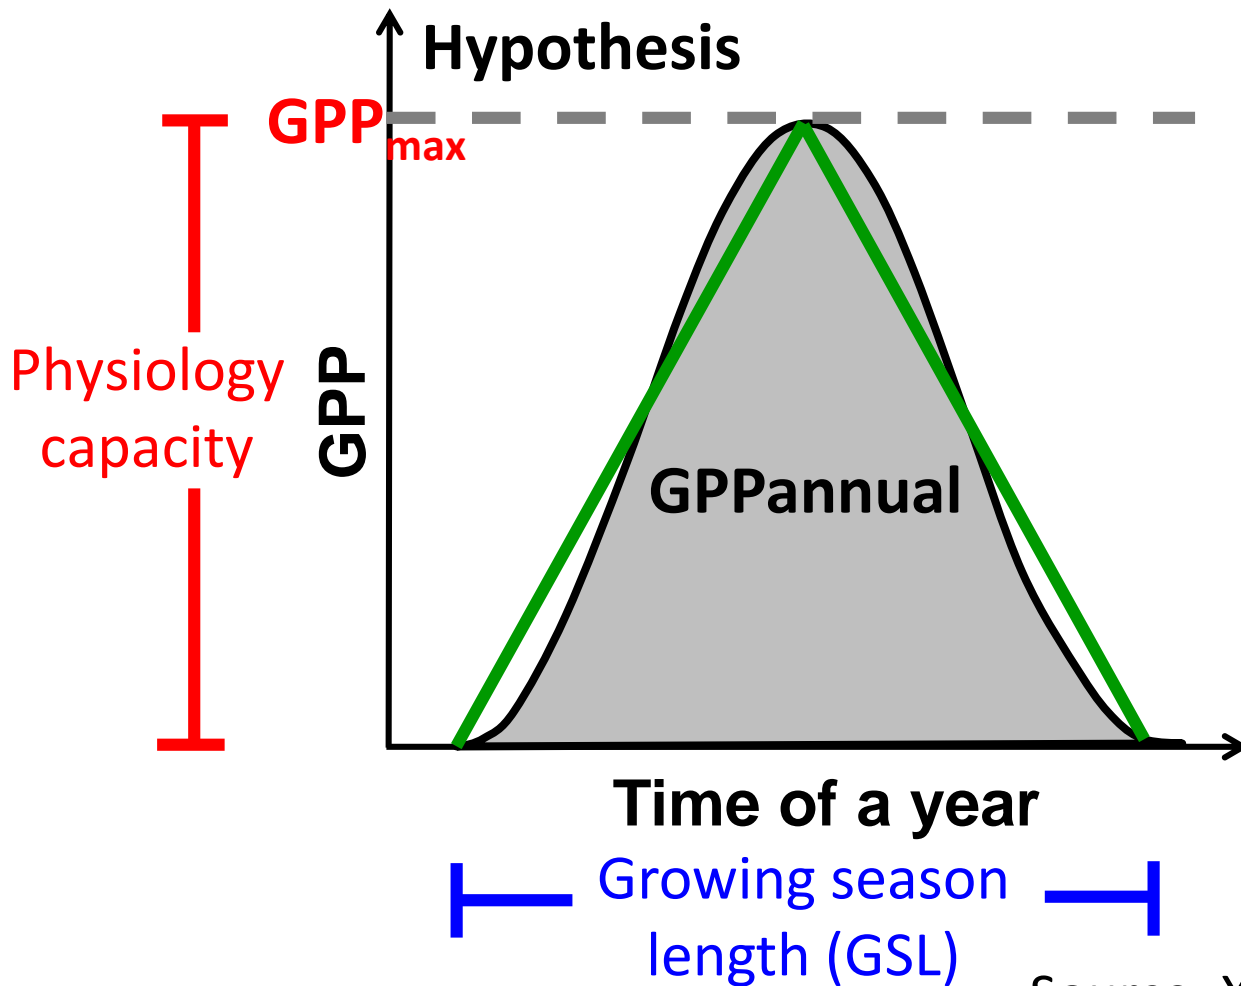 Hypothesis
GPPmax
Physiology
capacity
GPP
GPPannual
Time of a year
Growing season
length (GSL)